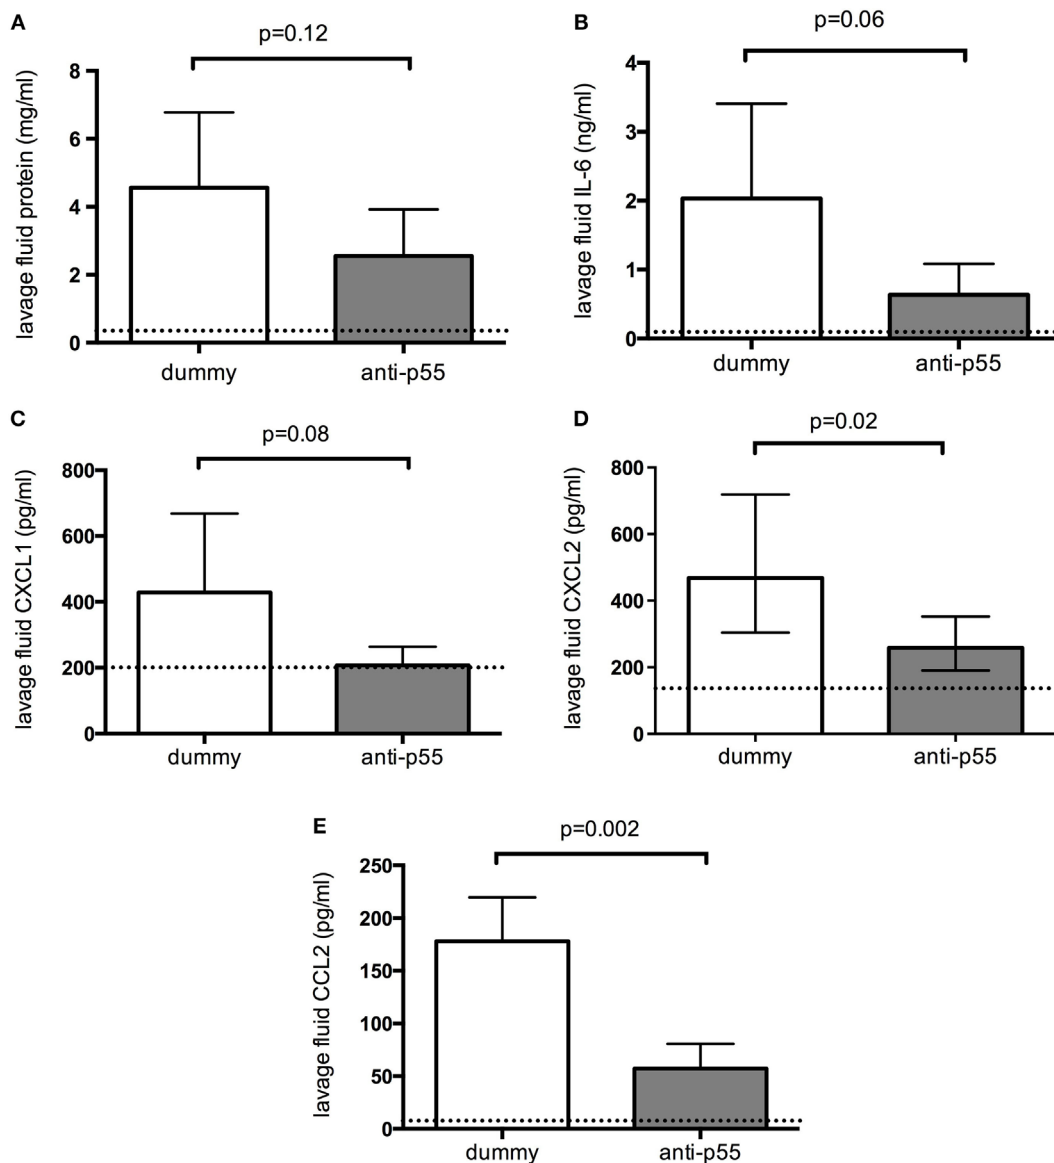 A
p=0.12
lavage fluid protein (mg/ml)
8
6
4
2
0
dummy anti-p55
B
p=0.06
lavage fluid IL-6 (ng/ml)
4
3
2
1
0
dummy anti-p55
C
p=0.08
lavage fluid CXCL1 (pg/ml)
800
600
400
200
0
dummy anti-p55
D
p=0.02
lavage fluid CXCL2 (pg/ml)
800
600
400
200
0
dummy anti-p55
E
p=0.002
lavage fluid CCL2 (pg/ml)
250
200
150
100
50
0
dummy anti-p55